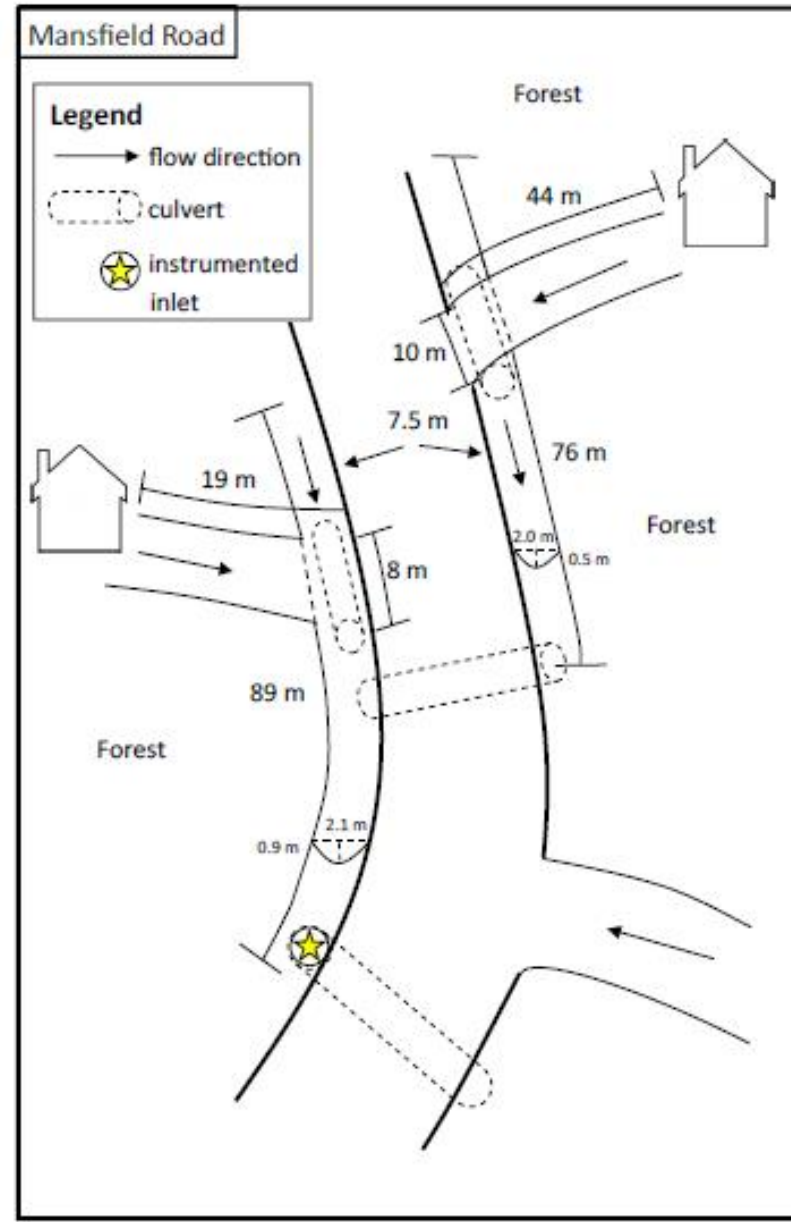 Mansfield Road
Legend
flow direction
culvert
instrumented
inlet
Forest
44 m
10 m
7.5 m
76 m
19 m
Forest
2.0 m
0.5 m
8 m
89 m
Forest
2.1 m
0.9 m